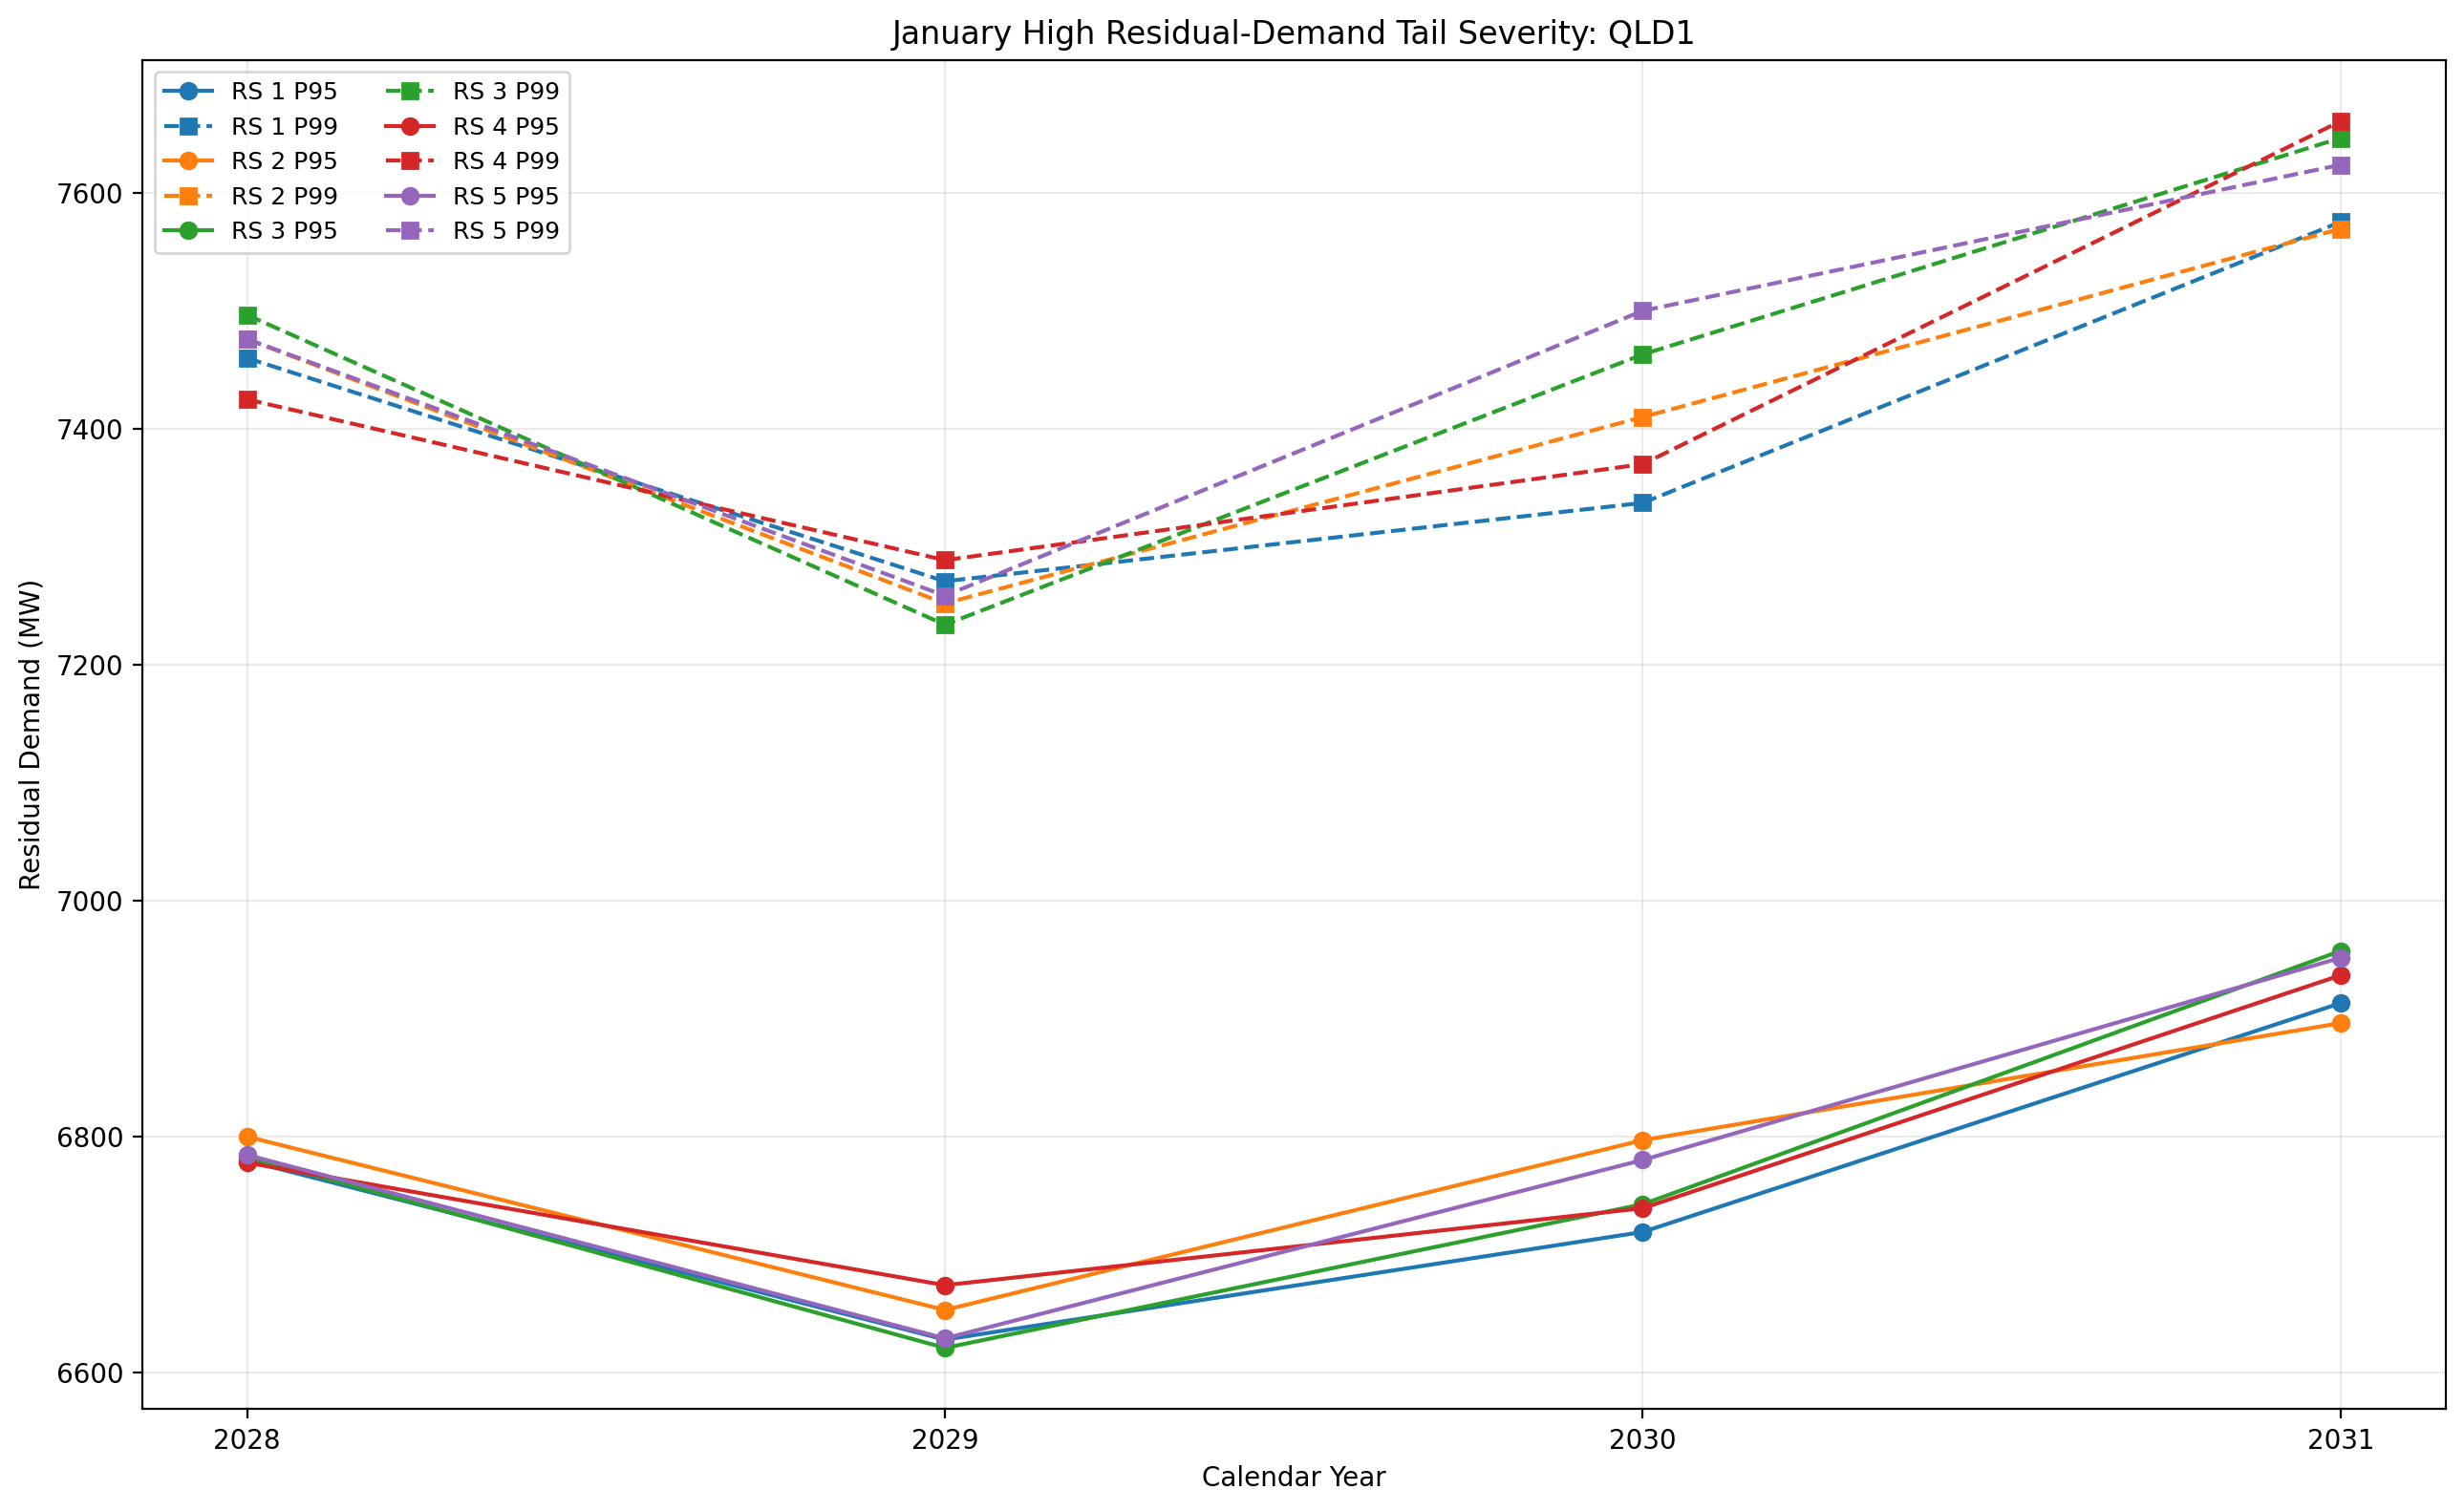 January High Residual-Demand Tail Severity: QLD1
RS 1 P95
RS 1 P99
RS 2 P95
RS 2 P99
RS 3 P95
RS 3 P99
RS 4 P95
RS 4 P99
RS 5 P95
RS 5 P99
Residual Demand (MW)
7600
7400
7200
7000
6800
6600
2028
2029
2030
2031
Calendar Year